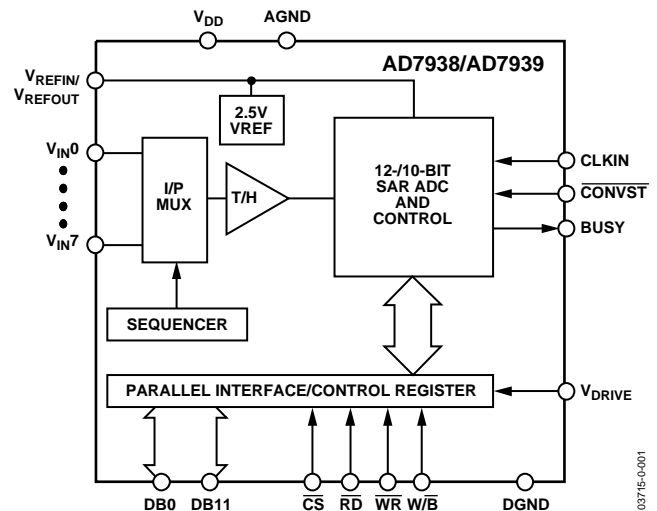 VDD AGND
AD7938/AD7939
VREFIN/
VREFOUT
2.5V
VREF
VIN0
VIN7
I/P
MUX
T/H
12-/10-BIT
SAR ADC
AND
CONTROL
CLKIN
CONVST
BUSY
SEQUENCER
PARALLEL INTERFACE/CONTROL REGISTER
VDRIVE
DB0 DB11 CS RD WR W/B DGND
03715-0-001